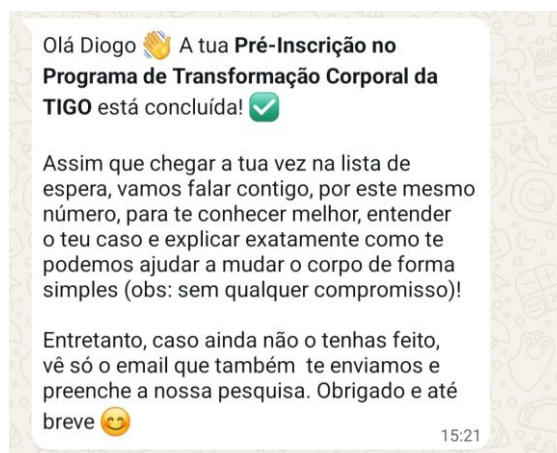 Olá Diogo 👋 A tua Pré-Inscrição no
Programa de Transformação Corporal da
TIGO está concluída! ✅
Assim que chegar a tua vez na lista de
espera, vamos falar contigo, por este mesmo
número, para te conhecer melhor, entender
o teu caso e explicar exatamente como te
podemos ajudar a mudar o corpo de forma
simples (obs: sem qualquer compromisso)!
Entretanto, caso ainda não o tenhas feito,
vê só o email que também  te enviamos e
preenche a nossa pesquisa. Obrigado e até
breve 😊
15:21